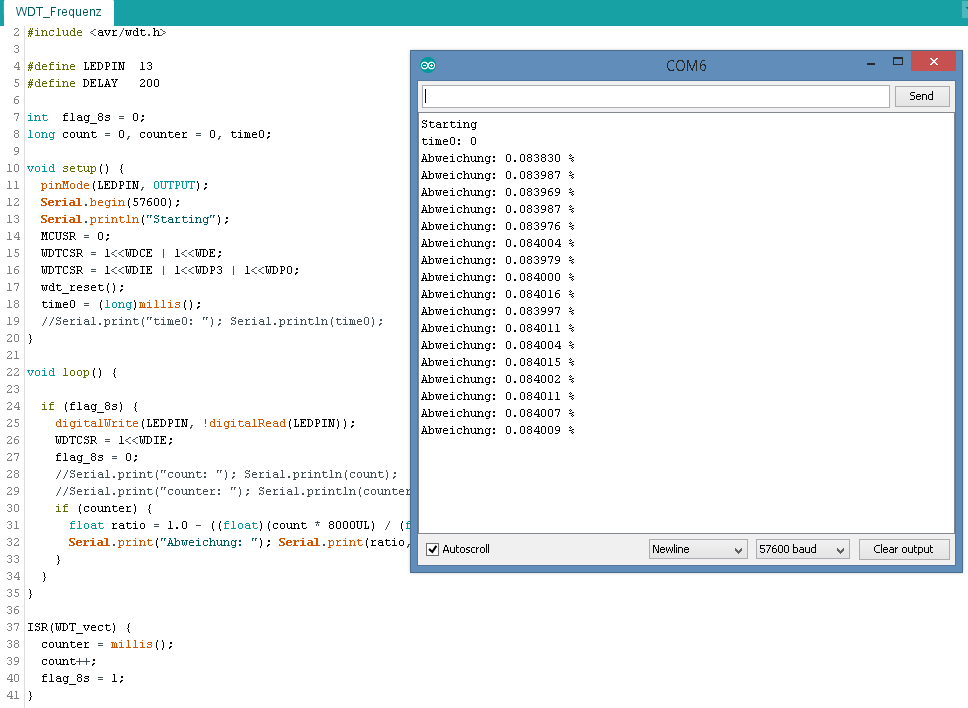 WDT_Frequenz
2 #include <avr/wdt.h>
3
4 #define LEDPIN  13
5 #define DELAY   200
6
7 int  flag_8s = 0;
8 long count = 0, counter = 0, time0;
9
10 void setup() {
11   pinMode(LEDPIN, OUTPUT);
12   Serial.begin(57600);
13   Serial.println("Starting");
14   MCUSR = 0;
15   WDTCSR = 1<<WDCE | 1<<WDE;
16   WDTCSR = 1<<WDIE | 1<<WDP3 | 1<<WDP0;
17   wdt_reset();
18   time0 = (long)millis();
19   //Serial.print("time0: "); Serial.println(time0);
20 }
21
22 void loop() {
23
24   if (flag_8s) {
25     digitalWrite(LEDPIN, !digitalRead(LEDPIN));
26     WDTCSR = 1<<WDIE;
27     flag_8s = 0;
28     //Serial.print("count: "); Serial.println(count);
29     //Serial.print("counter: "); Serial.println(counter
30     if (counter) {
31       float ratio = 1.0 - ((float)(count * 8000UL) / (f
32       Serial.print("Abweichung: "); Serial.print(ratio,
33     }
34   }
35 }
36
37 ISR(WDT_vect) {
38   counter = millis();
39   count++;
40   flag_8s = 1;
41 }
COM6
Send
Starting
time0: 0
Abweichung: 0.083830 %
Abweichung: 0.083987 %
Abweichung: 0.083969 %
Abweichung: 0.083987 %
Abweichung: 0.083976 %
Abweichung: 0.084004 %
Abweichung: 0.083979 %
Abweichung: 0.084000 %
Abweichung: 0.084016 %
Abweichung: 0.083997 %
Abweichung: 0.084011 %
Abweichung: 0.084004 %
Abweichung: 0.084015 %
Abweichung: 0.084002 %
Abweichung: 0.084011 %
Abweichung: 0.084007 %
Abweichung: 0.084009 %
Autoscroll
Newline
57600 baud
Clear output